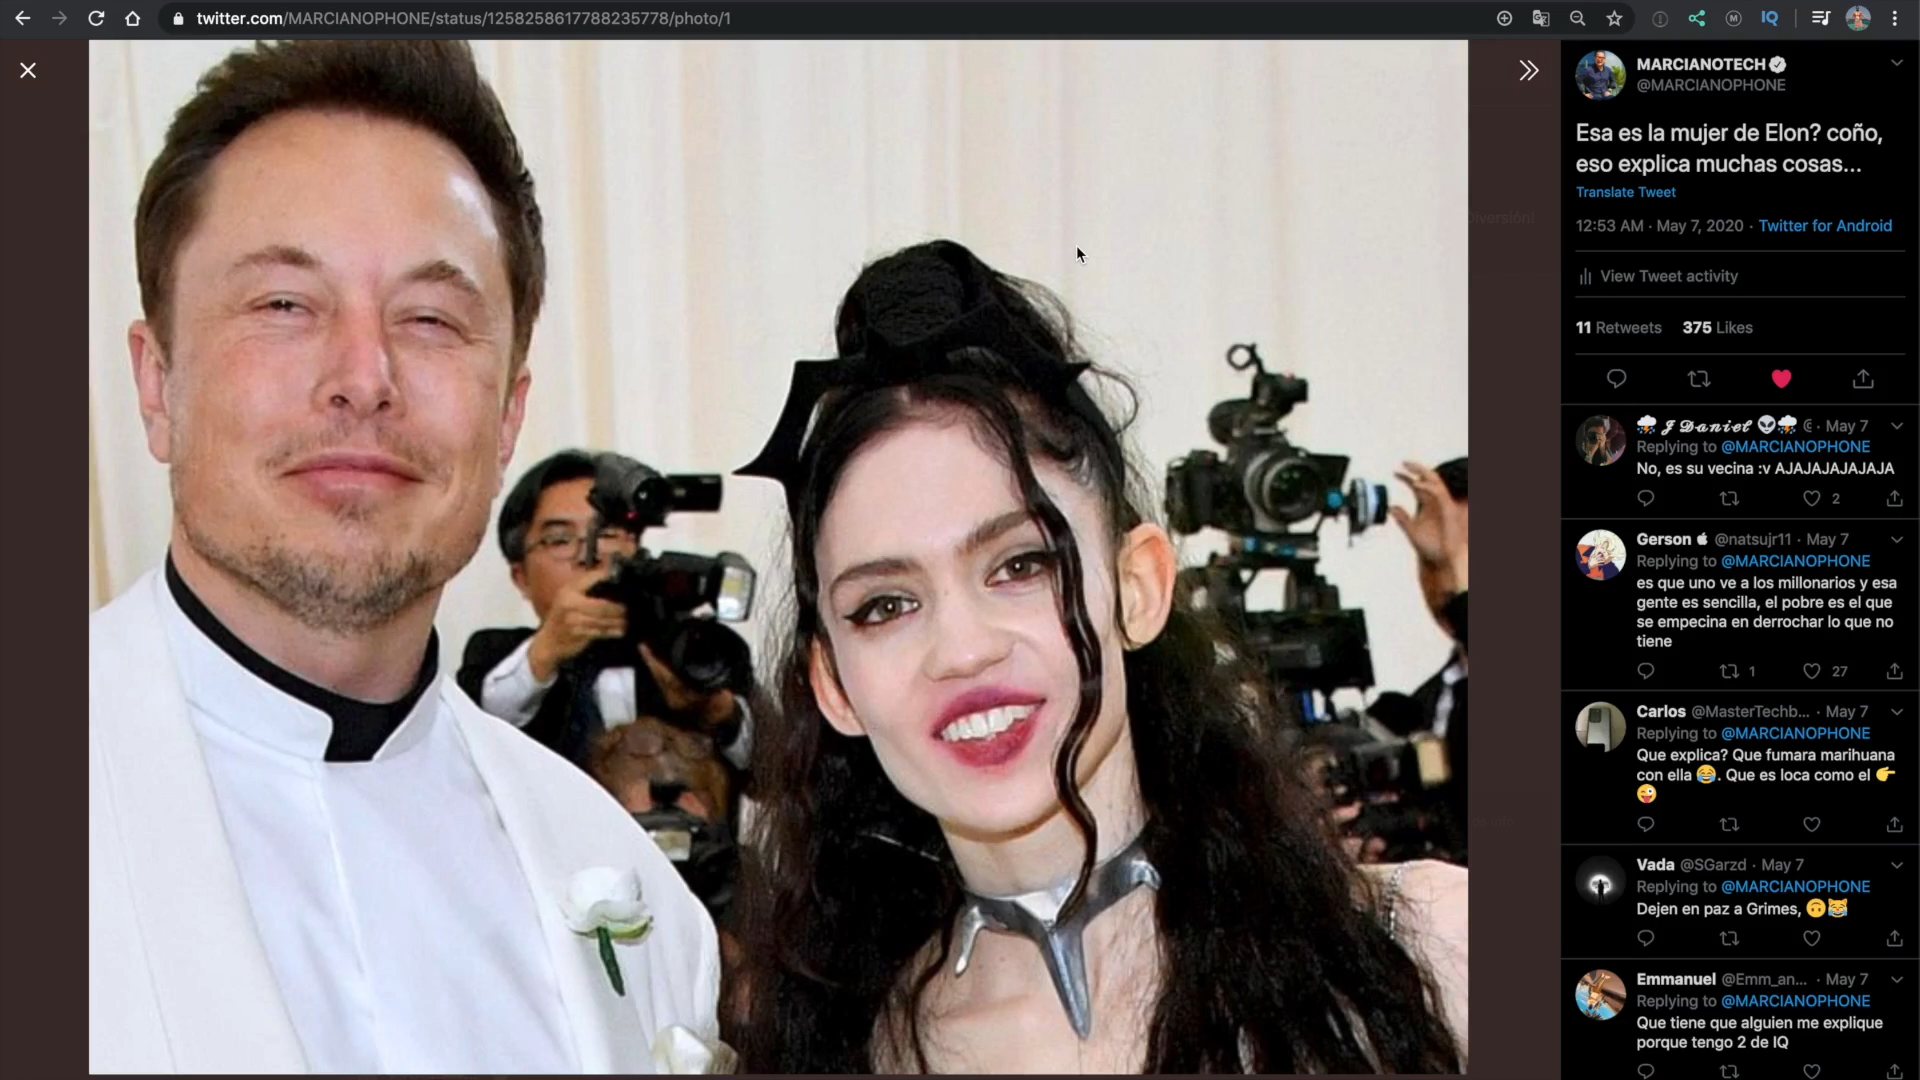 twitter.com/MARCIANOPHONE/status/1258258617788235778/photo/1
IQ
MARCIANOTECH
@MARCIANOPHONE
Esa es la mujer de Elon? coño,
eso explica muchas cosas...
Translate Tweet
12:53 AM · May 7, 2020 · Twitter for Android
View Tweet activity
11 Retweets 375 Likes
𝒥 𝒟𝒶𝓃𝒾ℯ𝓁 👽 · May 7
Replying to @MARCIANOPHONE
No, es su vecina :v AJAJAJAJAJAJA
2
Gerson @natsujr11 · May 7
Replying to @MARCIANOPHONE
es que uno ve a los millonarios y esa
gente es sencilla, el pobre es el que
se empecina en derrochar lo que no
tiene
1 27
Carlos @MasterTechb... · May 7
Replying to @MARCIANOPHONE
Que explica? Que fumara marihuana
con ella 😂. Que es loca como el 👉
😜
Vada @SGarzd · May 7
Replying to @MARCIANOPHONE
Dejen en paz a Grimes, 🙃😹
Emmanuel @Emm_an... · May 7
Replying to @MARCIANOPHONE
Que tiene que alguien me explique
porque tengo 2 de IQ